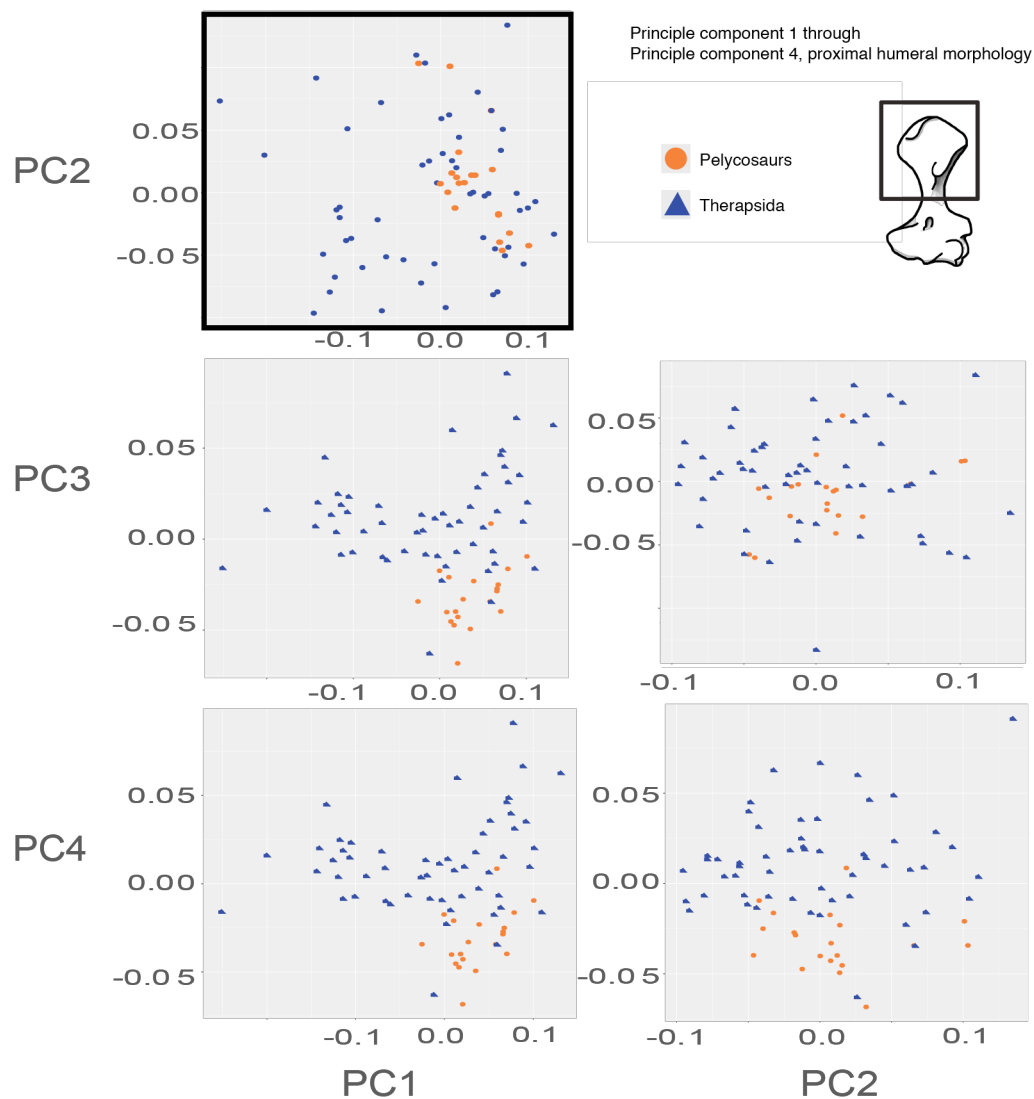 Principle component 1 through
Principle component 4, proximal humeral morphology
Pelycosaurs
Therapsida
PC2
0.05
0.00
-0.05
-0.1 0.0 0.1
PC3
0.05
0.00
-0.05
-0.1 0.0 0.1
0.05
0.00
-0.05
-0.1 0.0 0.1
PC4
0.05
0.00
-0.05
-0.1 0.0 0.1
0.05
0.00
-0.05
-0.1 0.0 0.1
PC1
PC2